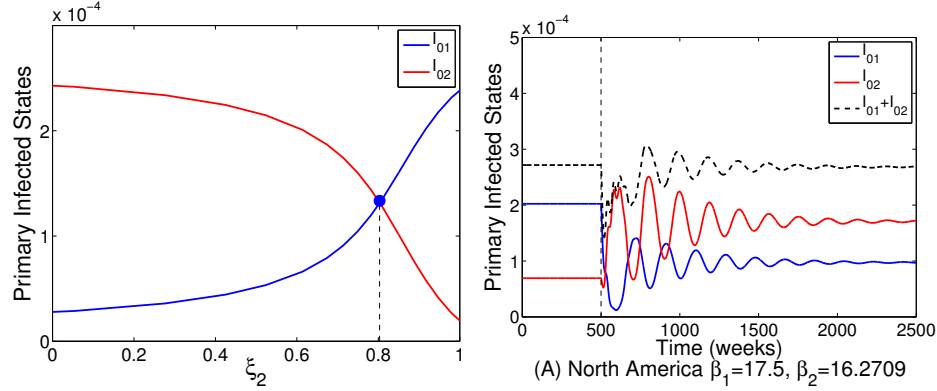 x 10⁻⁴
Primary Infected States
2
0
0 0.2 0.4 0.6 0.8 1
ξ₂
I₀₁
I₀₂
x 10⁻⁴
Primary Infected States
5
4
3
2
1
0
0 500 1000 1500 2000 2500
Time (weeks)
I₀₁
I₀₂
I₀₁+I₀₂
(A) North America β₁=17.5, β₂=16.2709